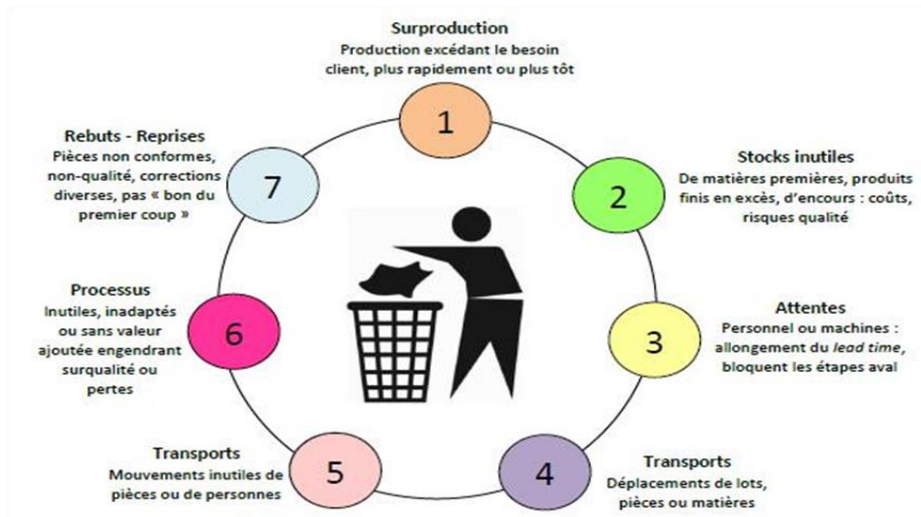 Surproduction
Production excédant le besoin
client, plus rapidement ou plus tôt
1
Stocks inutiles
De matières premières, produits
finis en excès, d'encours : coûts,
risques qualité
2
Attentes
Personnel ou machines :
allongement du lead time,
bloquent les étapes aval
3
Transports
Déplacements de lots,
pièces ou matières
4
Transports
Mouvements inutiles de
pièces ou de personnes
5
Processus
Inutiles, inadaptés
ou sans valeur
ajoutée engendrant
surqualité ou
pertes
6
Rebuts - Reprises
Pièces non conformes,
non-qualité, corrections
diverses, pas « bon du
premier coup »
7